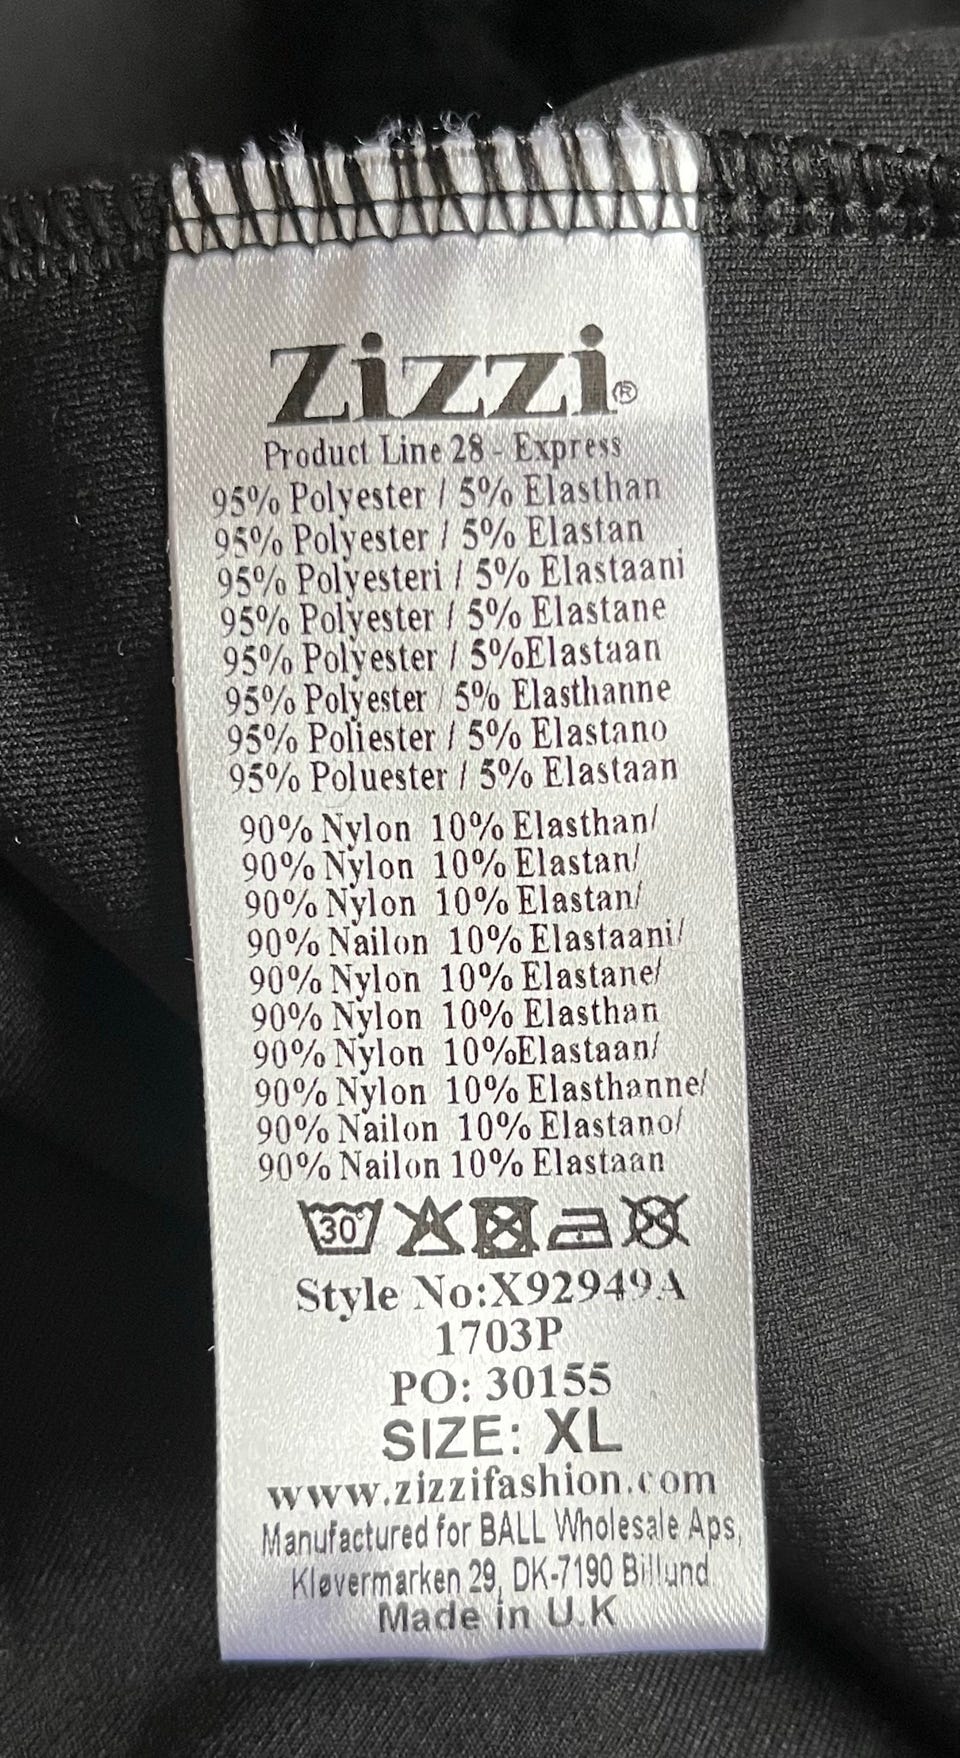 Zizzi®
Product Line 28 - Express
95% Polyester / 5% Elasthan
95% Polyester / 5% Elastan
95% Polyesteri / 5% Elastaani
95% Polyester / 5% Elastane
95% Polyester / 5%Elastaan
95% Polyester / 5% Elasthanne
95% Poliester / 5% Elastano
95% Poluester / 5% Elastaan
90% Nylon 10% Elasthan/
90% Nylon 10% Elastan/
90% Nylon 10% Elastan/
90% Nailon 10% Elastaani/
90% Nylon 10% Elastane/
90% Nylon 10% Elasthan
90% Nylon 10%Elastaan/
90% Nylon 10% Elasthanne/
90% Nailon 10% Elastano/
90% Nailon 10% Elastaan
30°
Style No:X92949A
1703P
PO: 30155
SIZE: XL
www.zizzifashion.com
Manufactured for BALL Wholesale Aps,
Kløvermarken 29, DK-7190 Billund
Made in U.K